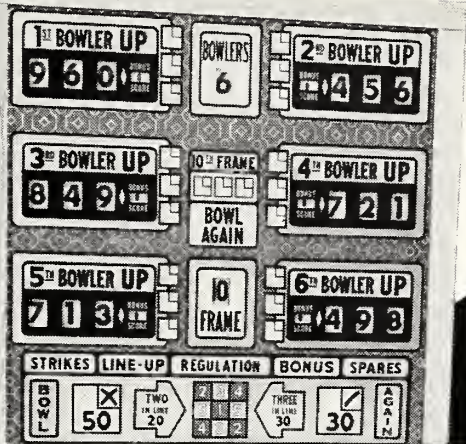 1ST BOWLER UP
9 6 0 BONUS SCORE
BOWLERS
6
2ND BOWLER UP
BONUS SCORE 4 5 6
3RD BOWLER UP
8 4 9 BONUS SCORE
10TH FRAME
BOWL
AGAIN
4TH BOWLER UP
BONUS SCORE 7 2 1
5TH BOWLER UP
7 1 3 BONUS SCORE
10
FRAME
6TH BOWLER UP
BONUS SCORE 4 9 3
STRIKES LINE-UP REGULATION BONUS SPARES
BOWL
50
TWO
IN LINE
20
THREE
IN LINE
30
30
AGAIN